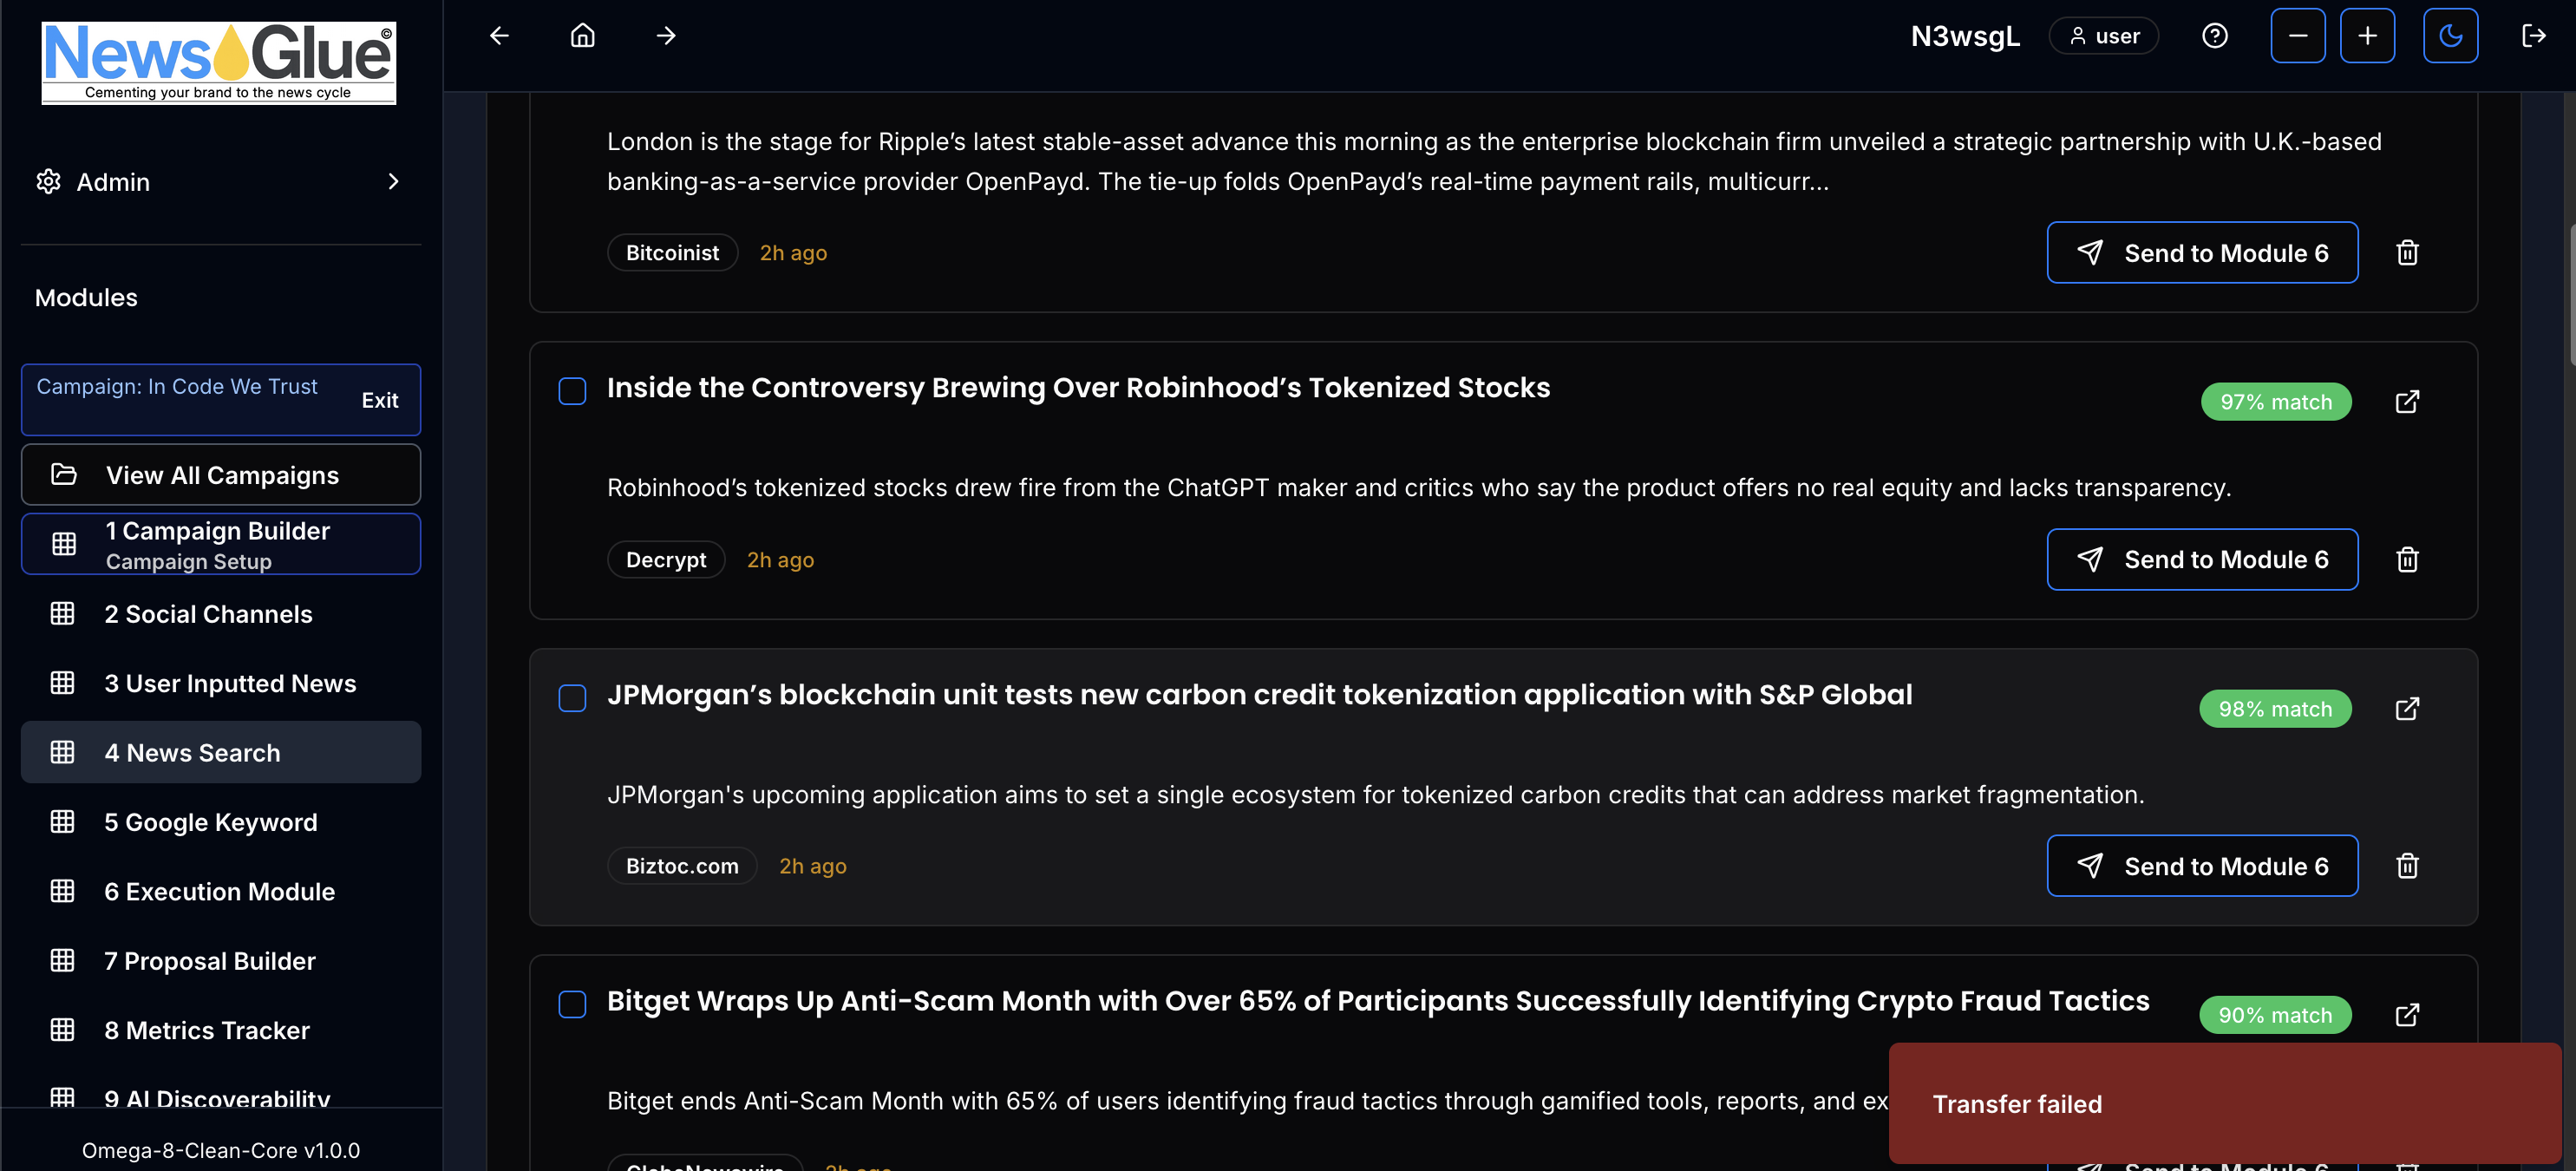 News Glue ©
Cementing your brand to the news cycle
Admin
Modules
Campaign: In Code We Trust
Exit
View All Campaigns
1 Campaign Builder
Campaign Setup
2 Social Channels
3 User Inputted News
4 News Search
5 Google Keyword
6 Execution Module
7 Proposal Builder
8 Metrics Tracker
9 AI Discoverability
Omega-8-Clean-Core v1.0.0
N3wsgL
user
London is the stage for Ripple’s latest stable-asset advance this morning as the enterprise blockchain firm unveiled a strategic partnership with U.K.-based
banking-as-a-service provider OpenPayd. The tie-up folds OpenPayd’s real-time payment rails, multicurr...
Bitcoinist 2h ago
Send to Module 6
Inside the Controversy Brewing Over Robinhood’s Tokenized Stocks
97% match
Robinhood’s tokenized stocks drew fire from the ChatGPT maker and critics who say the product offers no real equity and lacks transparency.
Decrypt 2h ago
Send to Module 6
JPMorgan’s blockchain unit tests new carbon credit tokenization application with S&P Global
98% match
JPMorgan's upcoming application aims to set a single ecosystem for tokenized carbon credits that can address market fragmentation.
Biztoc.com 2h ago
Send to Module 6
Bitget Wraps Up Anti-Scam Month with Over 65% of Participants Successfully Identifying Crypto Fraud Tactics
90% match
Bitget ends Anti-Scam Month with 65% of users identifying fraud tactics through gamified tools, reports, and ex
Transfer failed
GlobeNewswire 2h ago
Send to Module 6